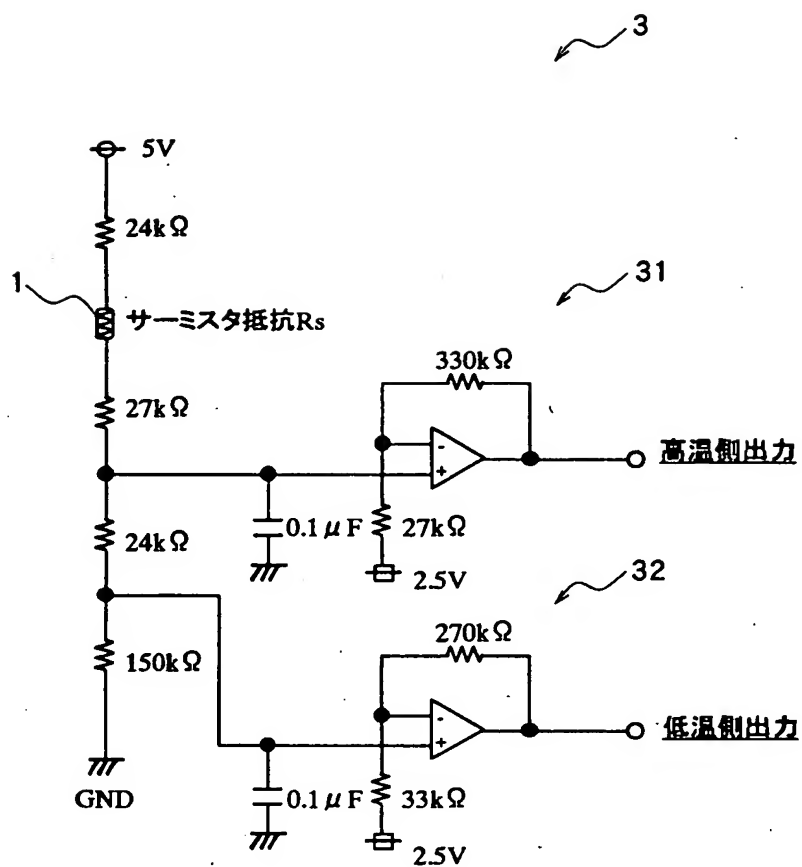 3
5V
24kΩ
1
サーミスタ抵抗Rs
31
330kΩ
27kΩ
-
+
高温側出力
24kΩ
0.1μF
27kΩ
2.5V
32
270kΩ
150kΩ
-
+
低温側出力
GND
0.1μF
33kΩ
2.5V